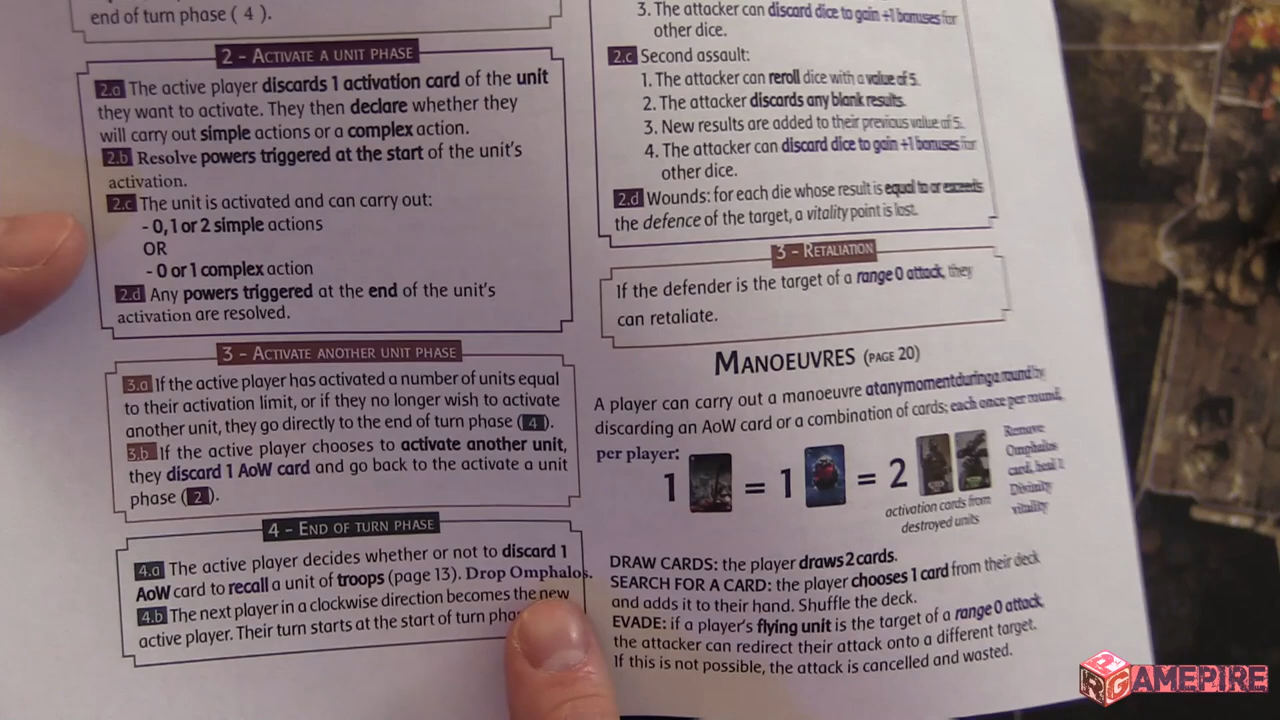 end of turn phase ( 4 ).
2 - ACTIVATE A UNIT PHASE
2.a The active player discards 1 activation card of the unit
they want to activate. They then declare whether they
will carry out simple actions or a complex action.
2.b Resolve powers triggered at the start of the unit's
activation.
2.c The unit is activated and can carry out:
- 0, 1 or 2 simple actions
OR
- 0 or 1 complex action
2.d Any powers triggered at the end of the unit's
activation are resolved.
3 - ACTIVATE ANOTHER UNIT PHASE
3.a If the active player has activated a number of units equal
to their activation limit, or if they no longer wish to activate
another unit, they go directly to the end of turn phase ( 4 ).
3.b If the active player chooses to activate another unit,
they discard 1 AoW card and go back to the activate a unit
phase ( 2 ).
4 - END OF TURN PHASE
4.a The active player decides whether or not to discard 1
AoW card to recall a unit of troops (page 13). Drop Omphalos.
4.b The next player in a clockwise direction becomes the new
active player. Their turn starts at the start of turn
3. The attacker can discard dice to gain +1 bonuses for
other dice.
2.c Second assault:
1. The attacker can reroll dice with a value of 5.
2. The attacker discards any blank results.
3. New results are added to their previous value of 5.
4. The attacker can discard dice to gain +1 bonuses for
other dice.
2.d Wounds: for each die whose result is equal to or exceeds
the defence of the target, a vitality point is lost.
3 - RETALIATION
If the defender is the target of a range 0 attack, they
can retaliate.
MANOEUVRES (PAGE 20)
A player can carry out a manoeuvre at any moment during a round by
discarding an AoW card or a combination of cards; each once per round,
per player:
1 = 1 = 2
activation cards from
destroyed units
Remove
Omphalos
card, heal 1
Divinity
vitality
DRAW CARDS: the player draws 2 cards.
SEARCH FOR A CARD: the player chooses 1 card from their deck
and adds it to their hand. Shuffle the deck.
EVADE: if a player's flying unit is the target of a range 0 attack
the attacker can redirect their attack onto a different target.
If this is not possible, the attack is cancelled and wasted.
RGAMEPIRE